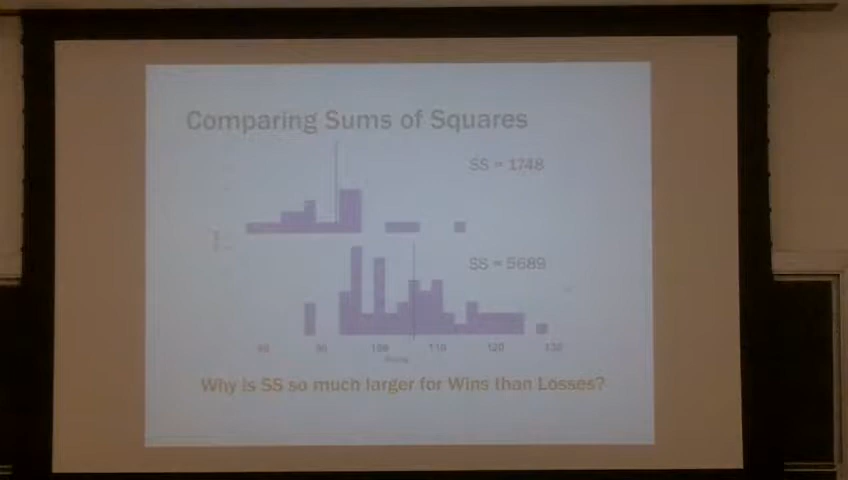 Comparing Sums of Squares
SS = 1748
SS = 5689
90 100 110 120 130
Why is SS so much larger for Wins than Losses?